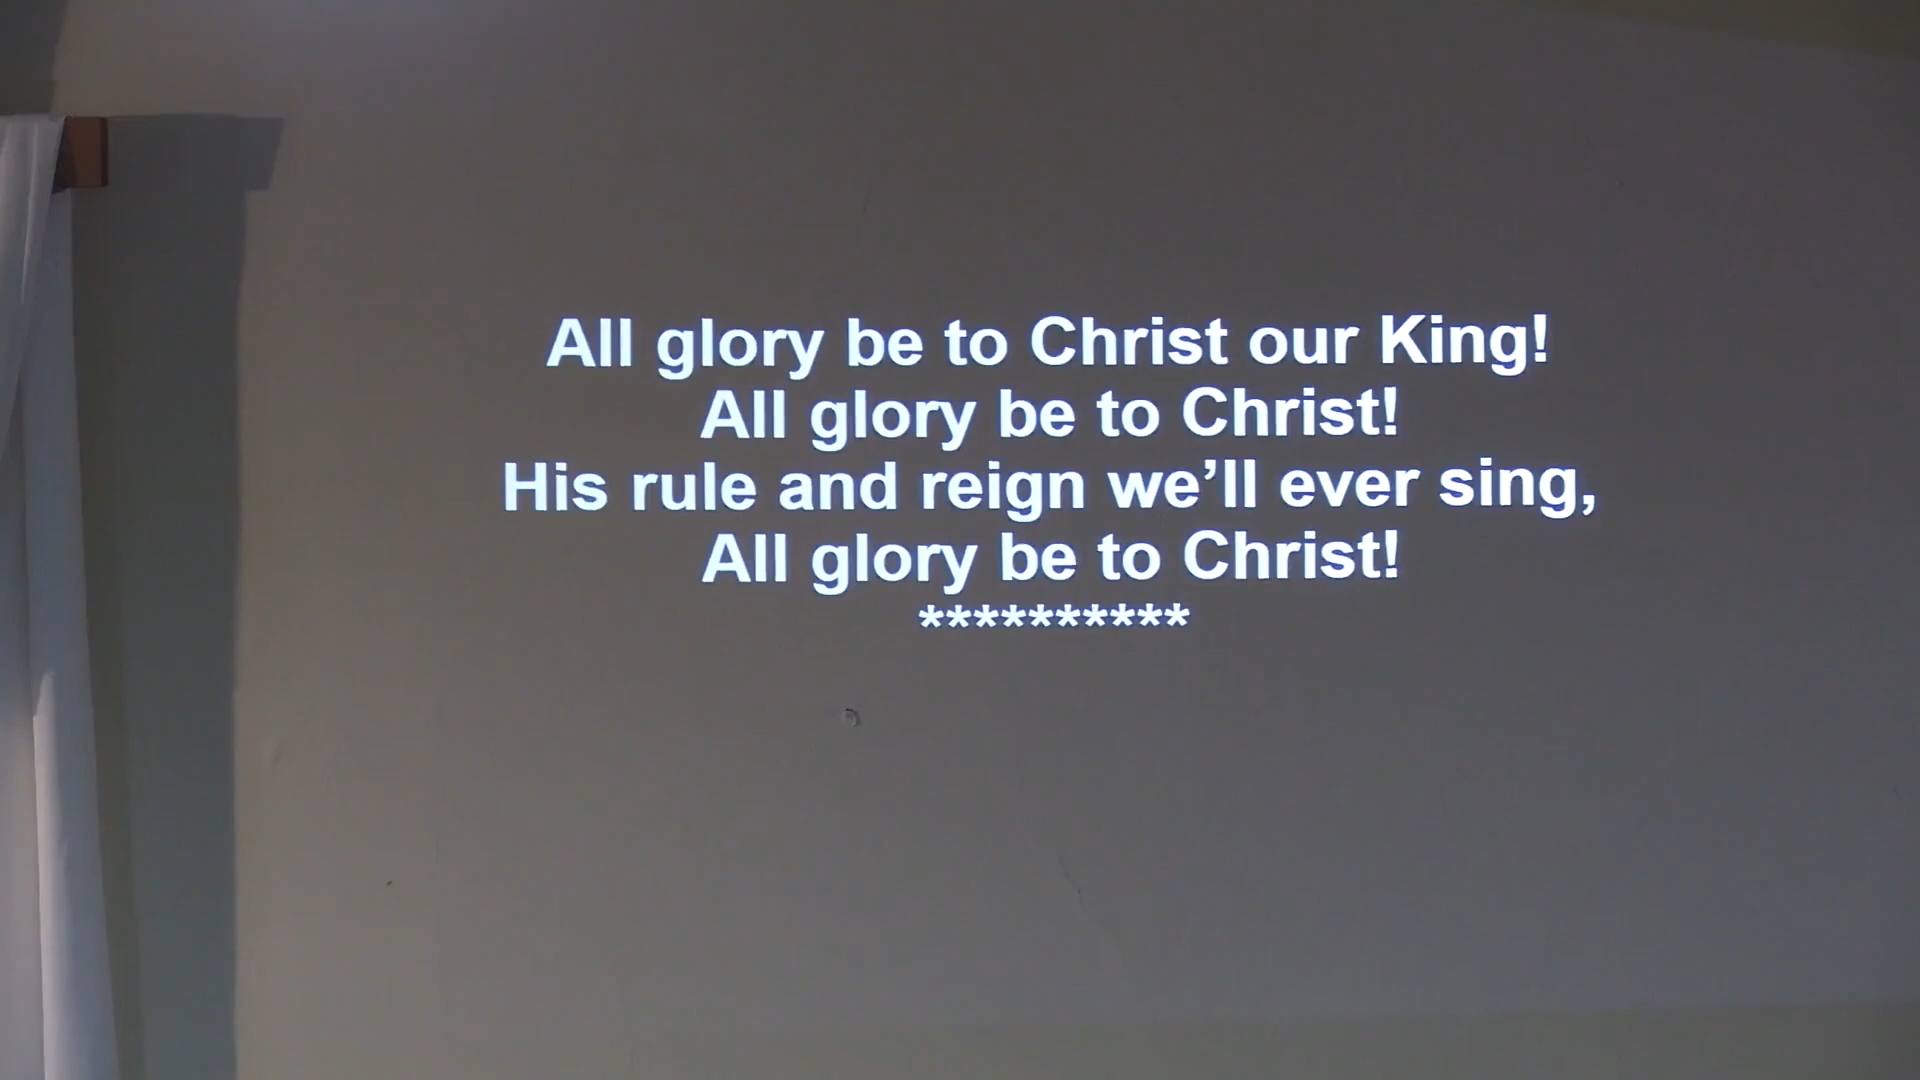 All glory be to Christ our King!
All glory be to Christ!
His rule and reign we’ll ever sing,
All glory be to Christ!
**********